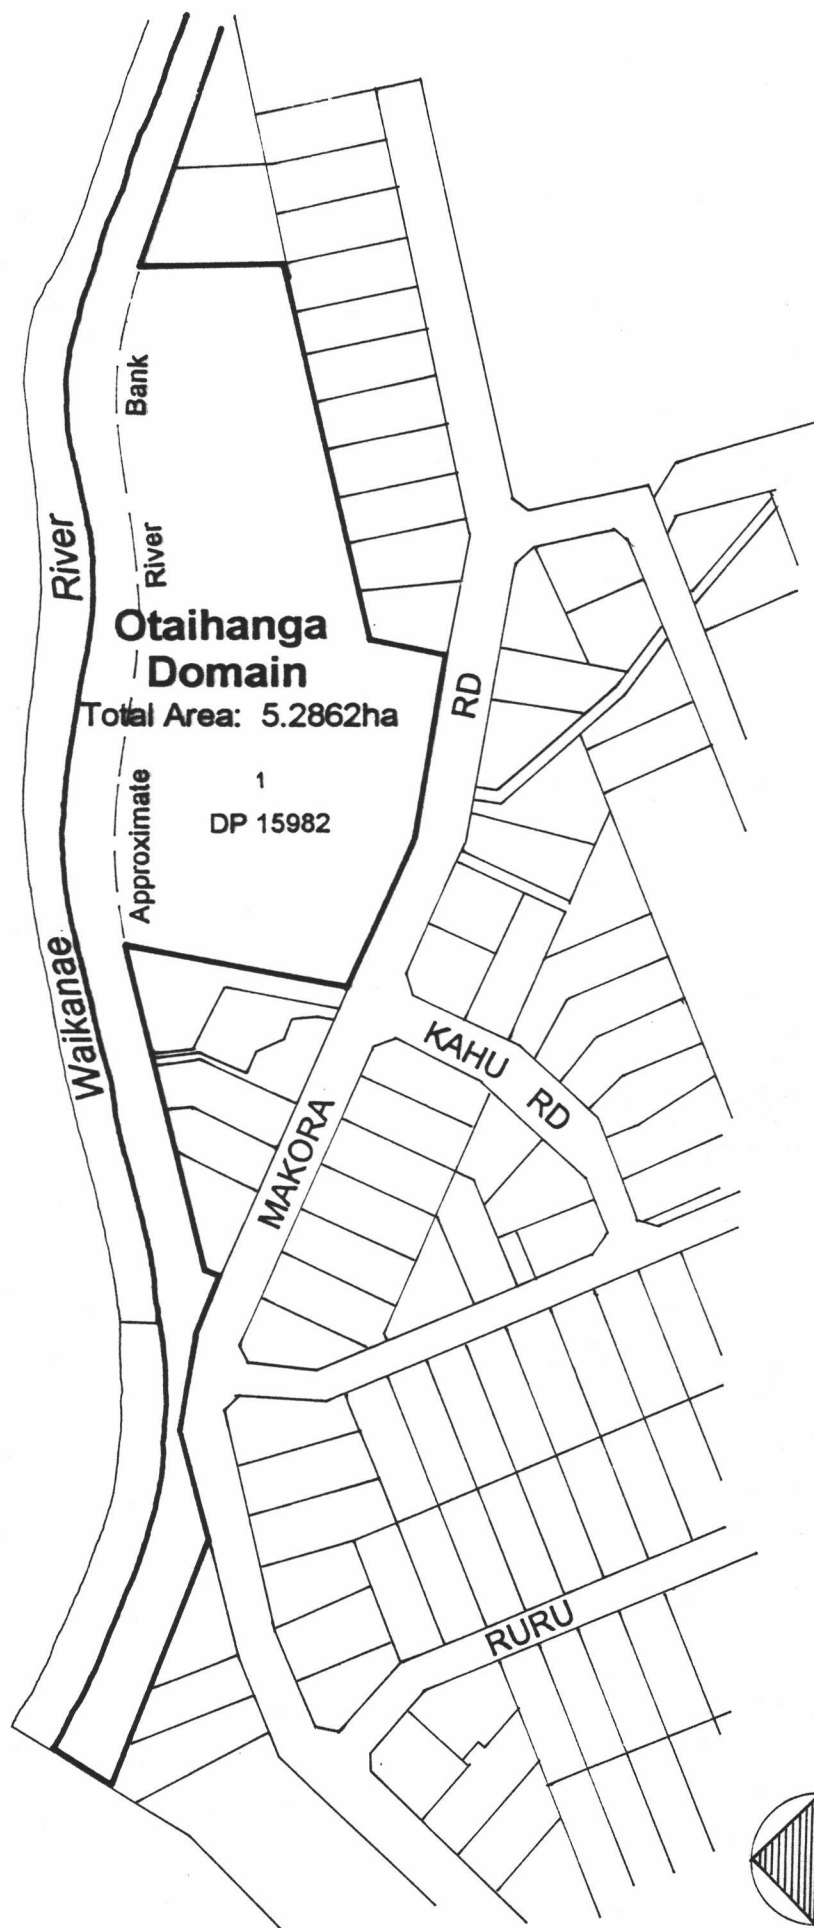 Bank
River
River
Otaihanga
Domain
Total Area: 5.2862ha
RD
1
DP 15982
Approximate
Waikanae
KAHU RD
MAKORA
RURU